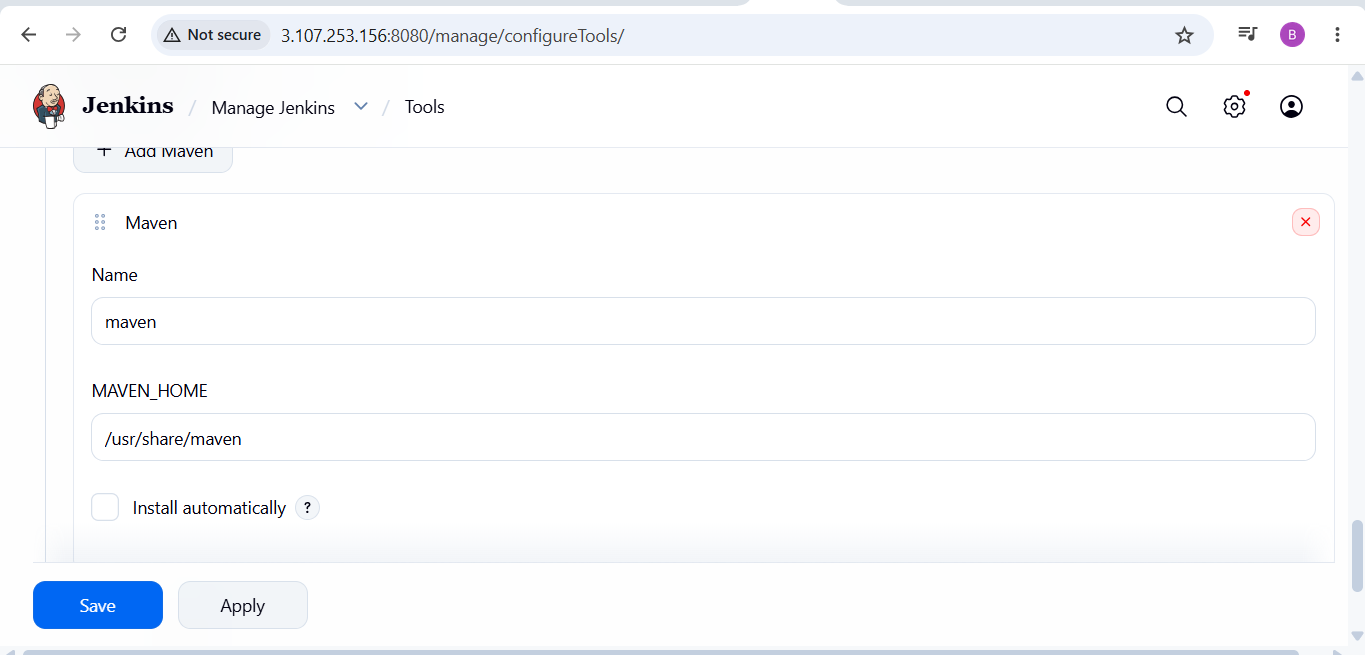 Not secure 3.107.253.156:8080/manage/configureTools/ B
Jenkins / Manage Jenkins / Tools
+ Add Maven
Maven
Name
maven
MAVEN_HOME
/usr/share/maven
Install automatically ?
Save Apply